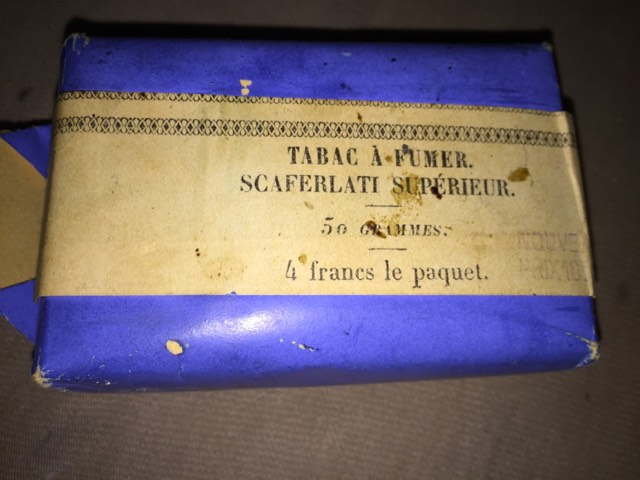 TABAC À FUMER.
SCAFERLATI SUPÉRIEUR.
50 GRAMMES.
4 francs le paquet.